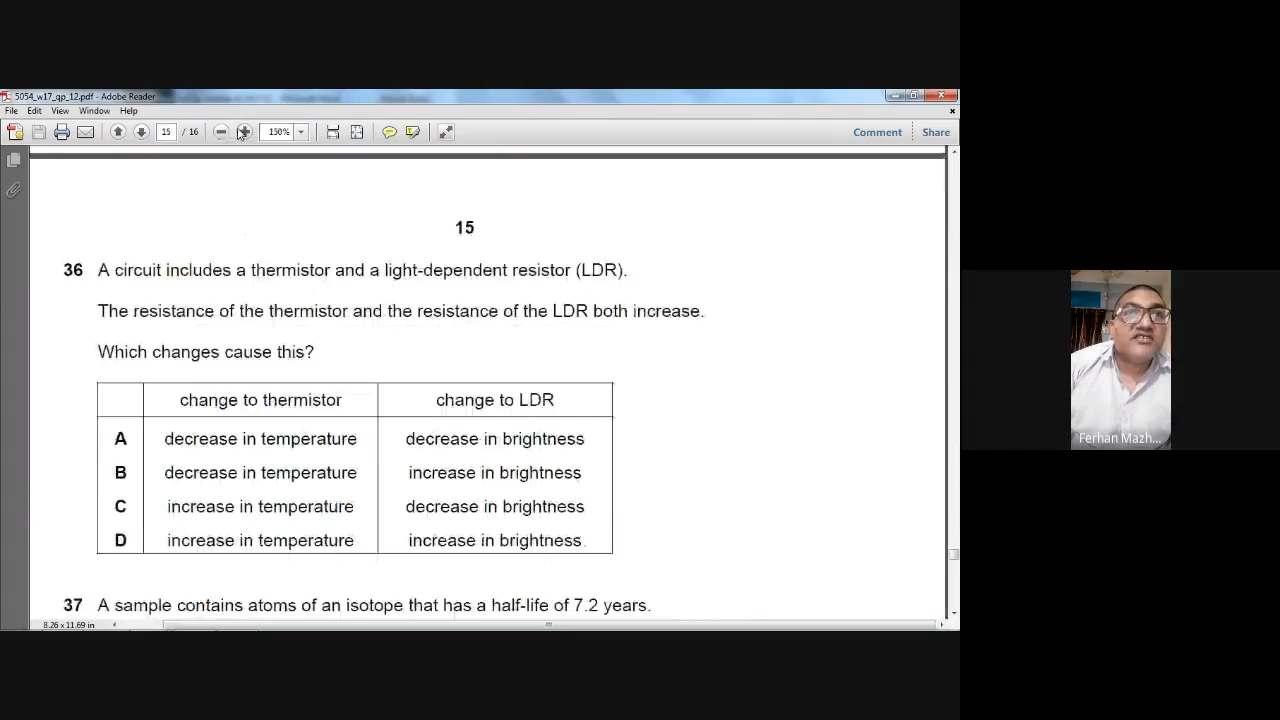 5054_w17_qp_12.pdf - Adobe Reader
File Edit View Window Help
15 / 16 150% Comment Share
15
36 A circuit includes a thermistor and a light-dependent resistor (LDR).
The resistance of the thermistor and the resistance of the LDR both increase.
Which changes cause this?
change to thermistor change to LDR
A decrease in temperature decrease in brightness
B decrease in temperature increase in brightness
C increase in temperature decrease in brightness
D increase in temperature increase in brightness
37 A sample contains atoms of an isotope that has a half-life of 7.2 years.
8.26 x 11.69 in
Ferhan Mazh...